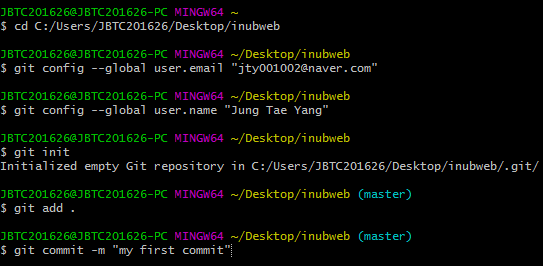 JBTC201626@JBTC201626-PC MINGW64 ~
$ cd C:/Users/JBTC201626/Desktop/inubweb
JBTC201626@JBTC201626-PC MINGW64 ~/Desktop/inubweb
$ git config --global user.email "jty001002@naver.com"
JBTC201626@JBTC201626-PC MINGW64 ~/Desktop/inubweb
$ git config --global user.name "Jung Tae Yang"
JBTC201626@JBTC201626-PC MINGW64 ~/Desktop/inubweb
$ git init
Initialized empty Git repository in C:/Users/JBTC201626/Desktop/inubweb/.git/
JBTC201626@JBTC201626-PC MINGW64 ~/Desktop/inubweb (master)
$ git add .
JBTC201626@JBTC201626-PC MINGW64 ~/Desktop/inubweb (master)
$ git commit -m "my first commit"